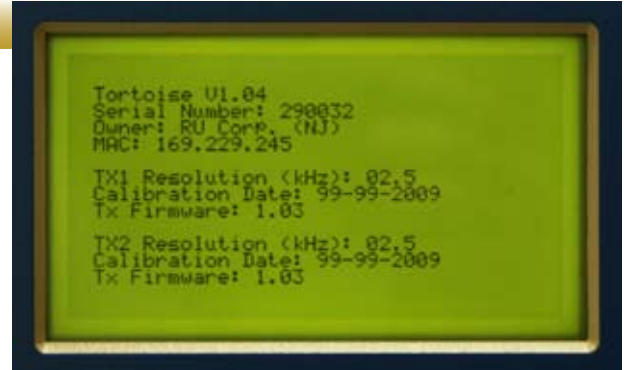 Tortoise V1.04
Serial Number: 290032
Owner: RU Corp. (NJ)
MAC: 169.229.245
TX1 Resolution (kHz): 02.5
Calibration Date: 99-99-2009
Tx Firmware: 1.03
TX2 Resolution (kHz): 02.5
Calibration Date: 99-99-2009
Tx Firmware: 1.03